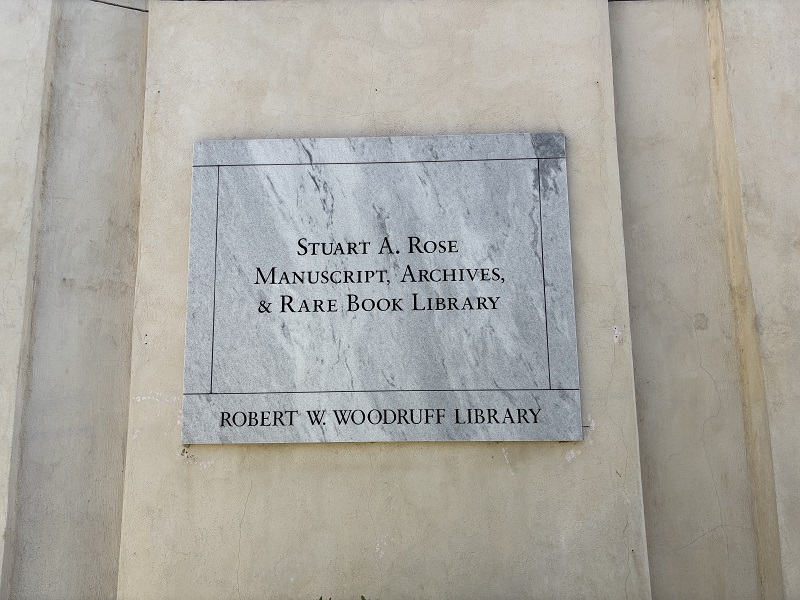 Stuart A. Rose
Manuscript, Archives,
& Rare Book Library
ROBERT W. WOODRUFF LIBRARY